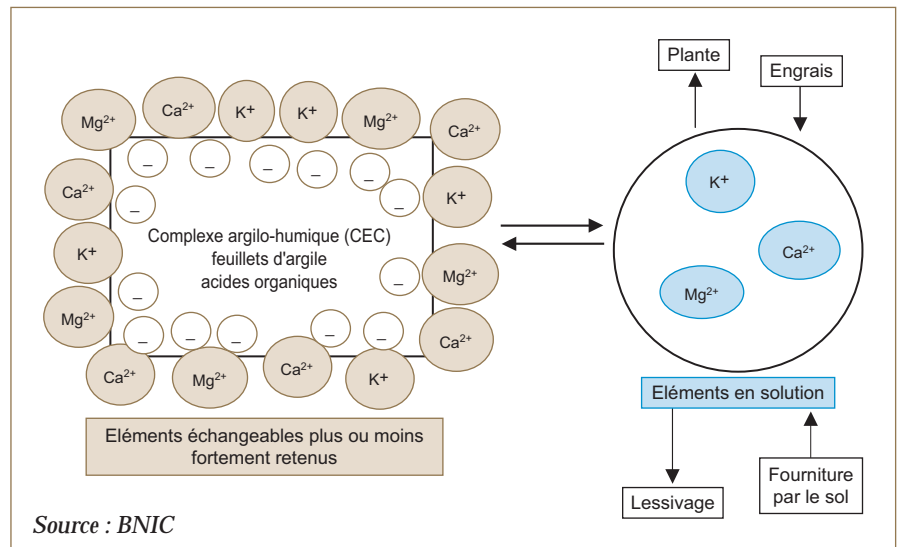 Plante
Engrais
Mg²⁺
Ca²⁺
K⁺
K⁺
Mg²⁺
Ca²⁺
Ca²⁺
K⁺
Mg²⁺
K⁺
Mg²⁺
Ca²⁺
Ca²⁺
Mg²⁺
Ca²⁺
K⁺
_
_
_
_
_
_
_
_
_
_
_
_
_
_
Complexe argilo-humique (CEC)
feuillets d'argile
acides organiques
K⁺
Ca²⁺
Mg²⁺
Eléments échangeables plus ou moins
fortement retenus
Eléments en solution
Lessivage
Fourniture
par le sol
Source : BNIC